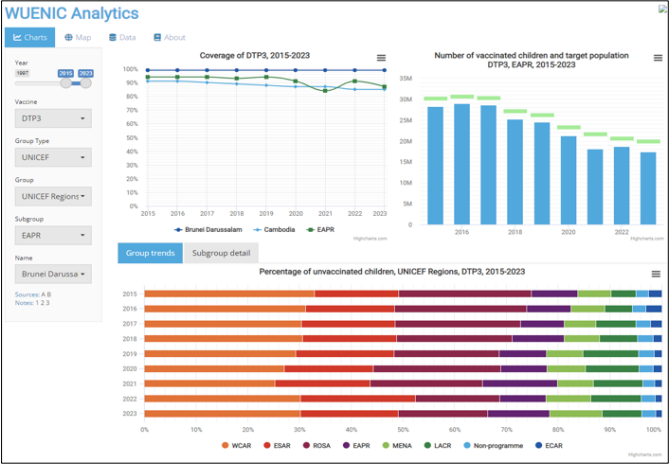 WUENIC Analytics
Charts
Map
Data
About
Year
1997
2015
2023
Vaccine
DTP3
Group Type
UNICEF
Group
UNICEF Regions
Subgroup
EAPR
Name
Brunei Darussa
Sources: A B
Notes: 1 2 3
Coverage of DTP3, 2015-2023
100%
90%
80%
70%
60%
50%
40%
30%
20%
10%
0%
2015 2016 2017 2018 2019 2020 2021 2022 2023
Brunei Darussalam Cambodia EAPR
Highcharts.com
Number of vaccinated children and target population
DTP3, EAPR, 2015-2023
35M
30M
25M
20M
15M
10M
5M
0M
2016 2018 2020 2022
Highcharts.com
Group trends
Subgroup detail
Percentage of unvaccinated children, UNICEF Regions, DTP3, 2015-2023
2015
2016
2017
2018
2019
2020
2021
2022
2023
0% 10% 20% 30% 40% 50% 60% 70% 80% 90% 100%
WCAR ESAR ROSA EAPR MENA LACR Non-programme ECAR
Highcharts.com